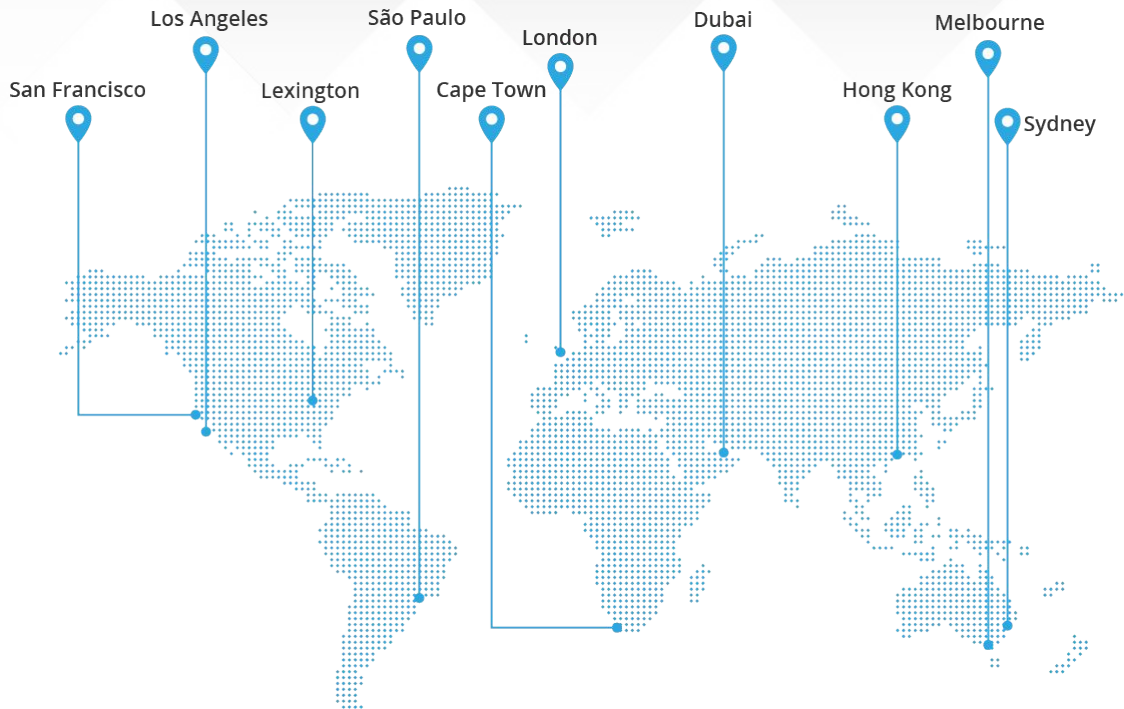 Los Angeles
São Paulo
London
Dubai
Melbourne
San Francisco
Lexington
Cape Town
Hong Kong
Sydney